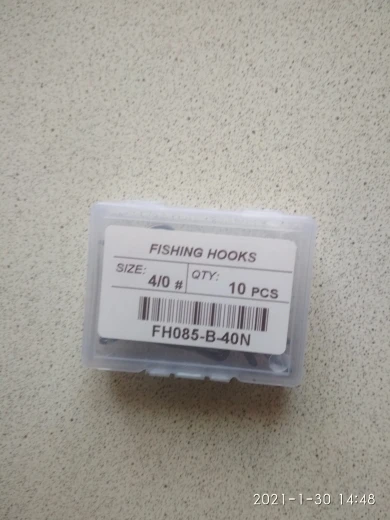 FISHING HOOKS
SIZE: 4/0 # QTY: 10 PCS
FH085-B-40N
2021-1-30 14:48